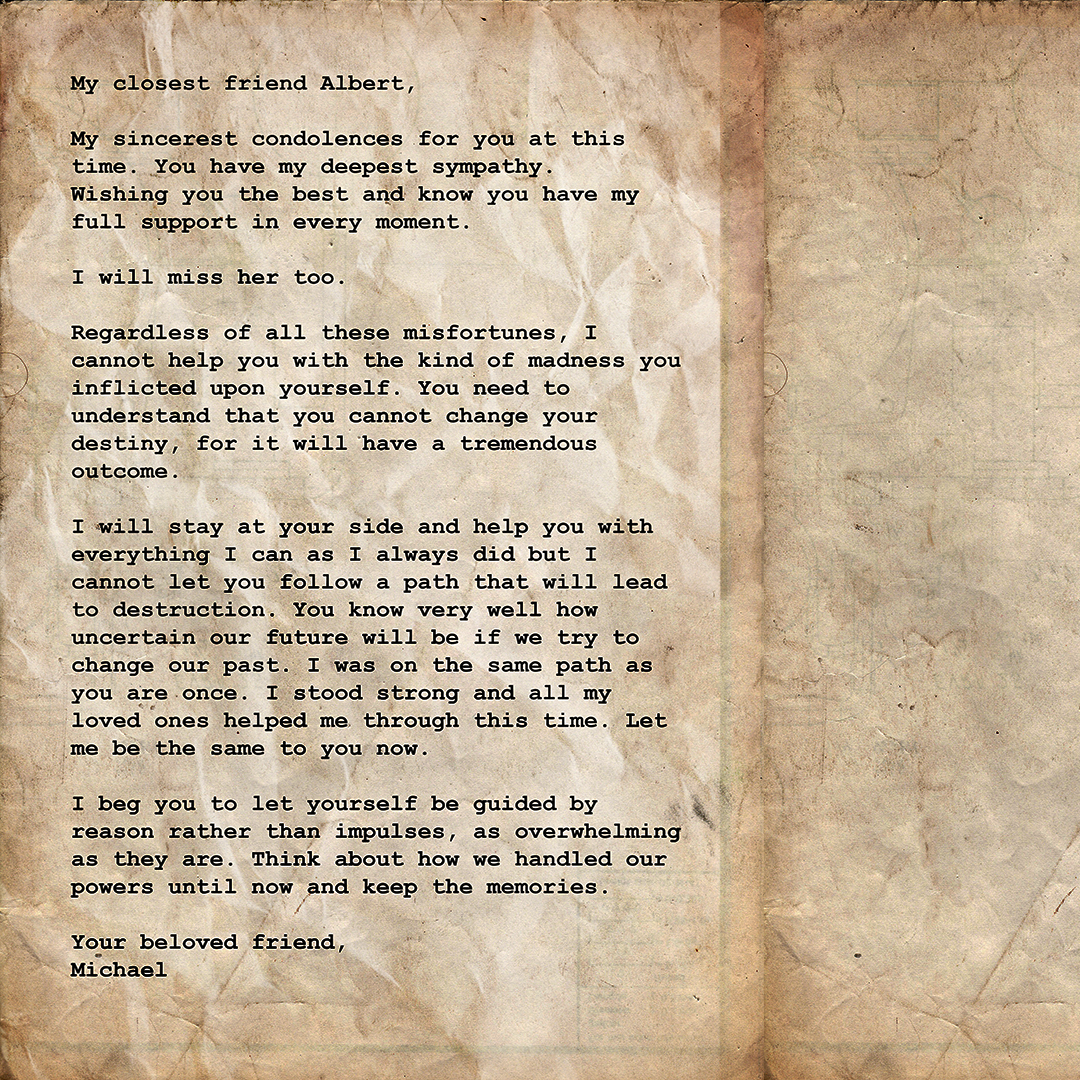 My closest friend Albert,
My sincerest condolences for you at this
time. You have my deepest sympathy.
Wishing you the best and know you have my
full support in every moment.
I will miss her too.
Regardless of all these misfortunes, I
cannot help you with the kind of madness you
inflicted upon yourself. You need to
understand that you cannot change your
destiny, for it will have a tremendous
outcome.
I will stay at your side and help you with
everything I can as I always did but I
cannot let you follow a path that will lead
to destruction. You know very well how
uncertain our future will be if we try to
change our past. I was on the same path as
you are once. I stood strong and all my
loved ones helped me through this time. Let
me be the same to you now.
I beg you to let yourself be guided by
reason rather than impulses, as overwhelming
as they are. Think about how we handled our
powers until now and keep the memories.
Your beloved friend,
Michael